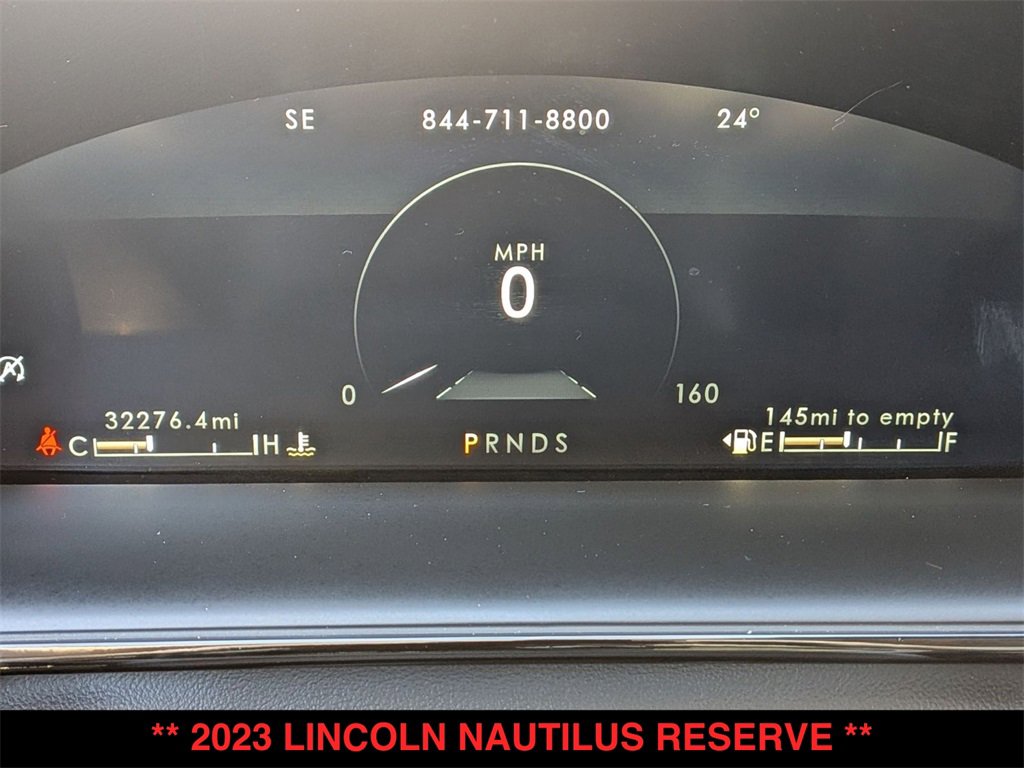 SE 844-711-8800 24°
MPH
0
0 160
32276.4mi 145mi to empty
C H PRNDS E F
** 2023 LINCOLN NAUTILUS RESERVE **